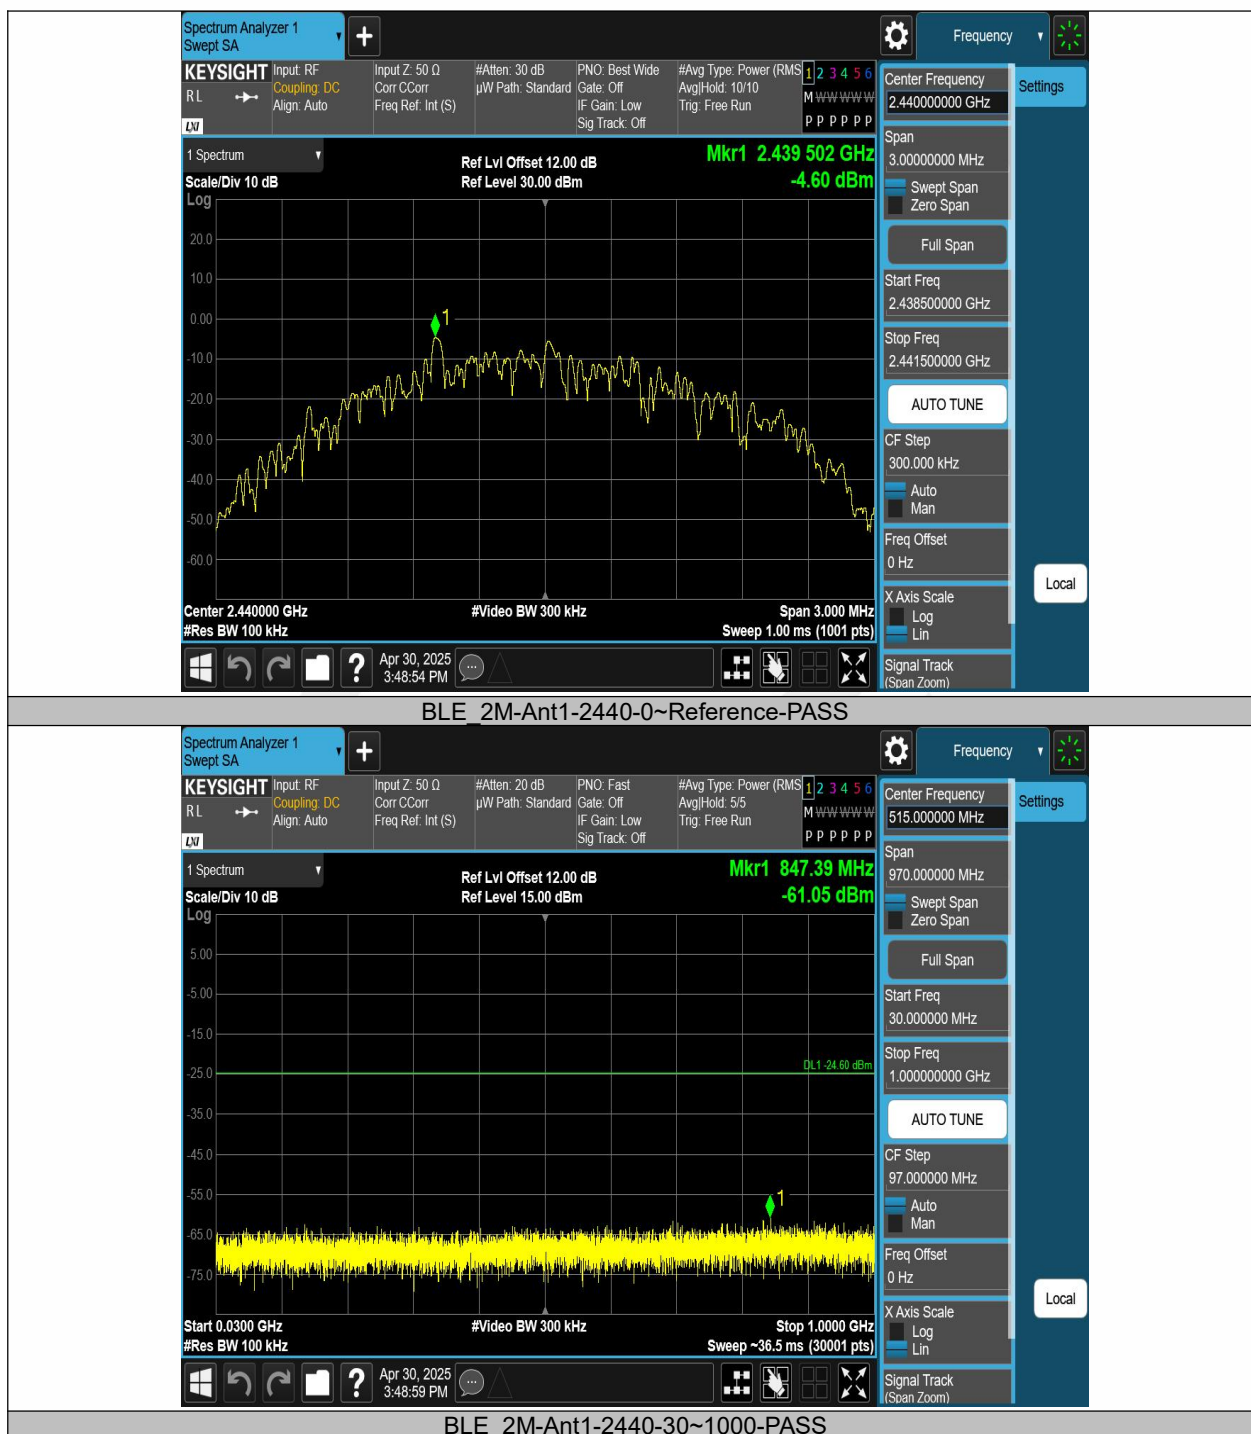 Spectrum Analyzer 1
Swept SA
+
Frequency
KEYSIGHT
RL
LXI
Input: RF
Coupling: DC
Align: Auto
Input Z: 50 Ω
Corr CCorr
Freq Ref: Int (S)
#Atten: 30 dB
µW Path: Standard
PNO: Best Wide
Gate: Off
IF Gain: Low
Sig Track: Off
#Avg Type: Power (RMS
Avg|Hold: 10/10
Trig: Free Run
1 2 3 4 5 6
M W W W W W
P P P P P P
1 Spectrum
Scale/Div 10 dB
Log
Ref Lvl Offset 12.00 dB
Ref Level 30.00 dBm
Mkr1 2.439 502 GHz
-4.60 dBm
20.0
10.0
0.00
-10.0
-20.0
-30.0
-40.0
-50.0
-60.0
1
Center 2.440000 GHz
#Res BW 100 kHz
#Video BW 300 kHz
Span 3.000 MHz
Sweep 1.00 ms (1001 pts)
Center Frequency
2.440000000 GHz
Span
3.00000000 MHz
Swept Span
Zero Span
Full Span
Start Freq
2.438500000 GHz
Stop Freq
2.441500000 GHz
AUTO TUNE
CF Step
300.000 kHz
Auto
Man
Freq Offset
0 Hz
X Axis Scale
Log
Lin
Signal Track
(Span Zoom)
Settings
Local
?
Apr 30, 2025
3:48:54 PM
BLE_2M-Ant1-2440-0~Reference-PASS
Spectrum Analyzer 1
Swept SA
+
Frequency
KEYSIGHT
RL
LXI
Input: RF
Coupling: DC
Align: Auto
Input Z: 50 Ω
Corr CCorr
Freq Ref: Int (S)
#Atten: 20 dB
µW Path: Standard
PNO: Fast
Gate: Off
IF Gain: Low
Sig Track: Off
#Avg Type: Power (RMS
Avg|Hold: 5/5
Trig: Free Run
1 2 3 4 5 6
M W W W W W
P P P P P P
1 Spectrum
Scale/Div 10 dB
Log
Ref Lvl Offset 12.00 dB
Ref Level 15.00 dBm
Mkr1 847.39 MHz
-61.05 dBm
5.00
-5.00
-15.0
-25.0
-35.0
-45.0
-55.0
-65.0
-75.0
DL1 -24.60 dBm
1
Start 0.0300 GHz
#Res BW 100 kHz
#Video BW 300 kHz
Stop 1.0000 GHz
Sweep ~36.5 ms (30001 pts)
Center Frequency
515.000000 MHz
Span
970.000000 MHz
Swept Span
Zero Span
Full Span
Start Freq
30.000000 MHz
Stop Freq
1.000000000 GHz
AUTO TUNE
CF Step
97.000000 MHz
Auto
Man
Freq Offset
0 Hz
X Axis Scale
Log
Lin
Signal Track
(Span Zoom)
Settings
Local
?
Apr 30, 2025
3:48:59 PM
BLE_2M-Ant1-2440-30~1000-PASS